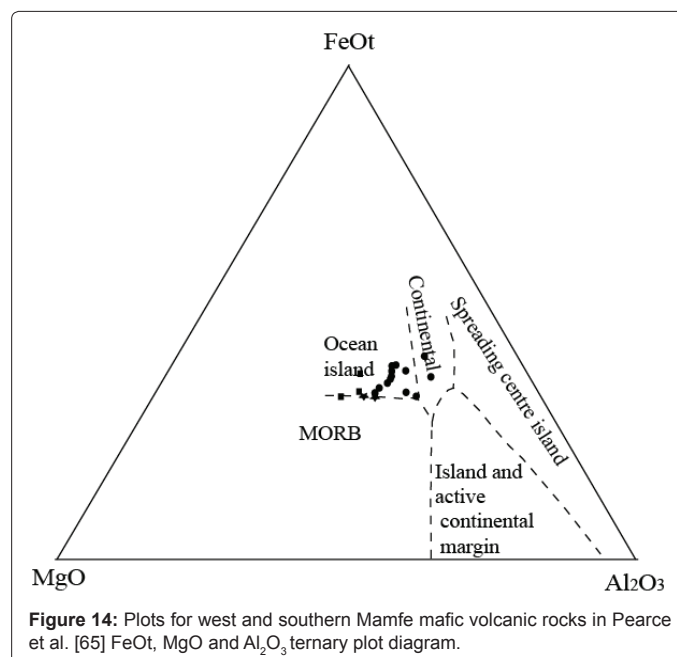 FeOt
Continental
Spreading centre island
Ocean
island
MORB
Island and
active
continental
margin
MgO
Al₂O₃
Figure 14: Plots for west and southern Mamfe mafic volcanic rocks in Pearce
et al. [65] FeOt, MgO and Al₂O₃ ternary plot diagram.